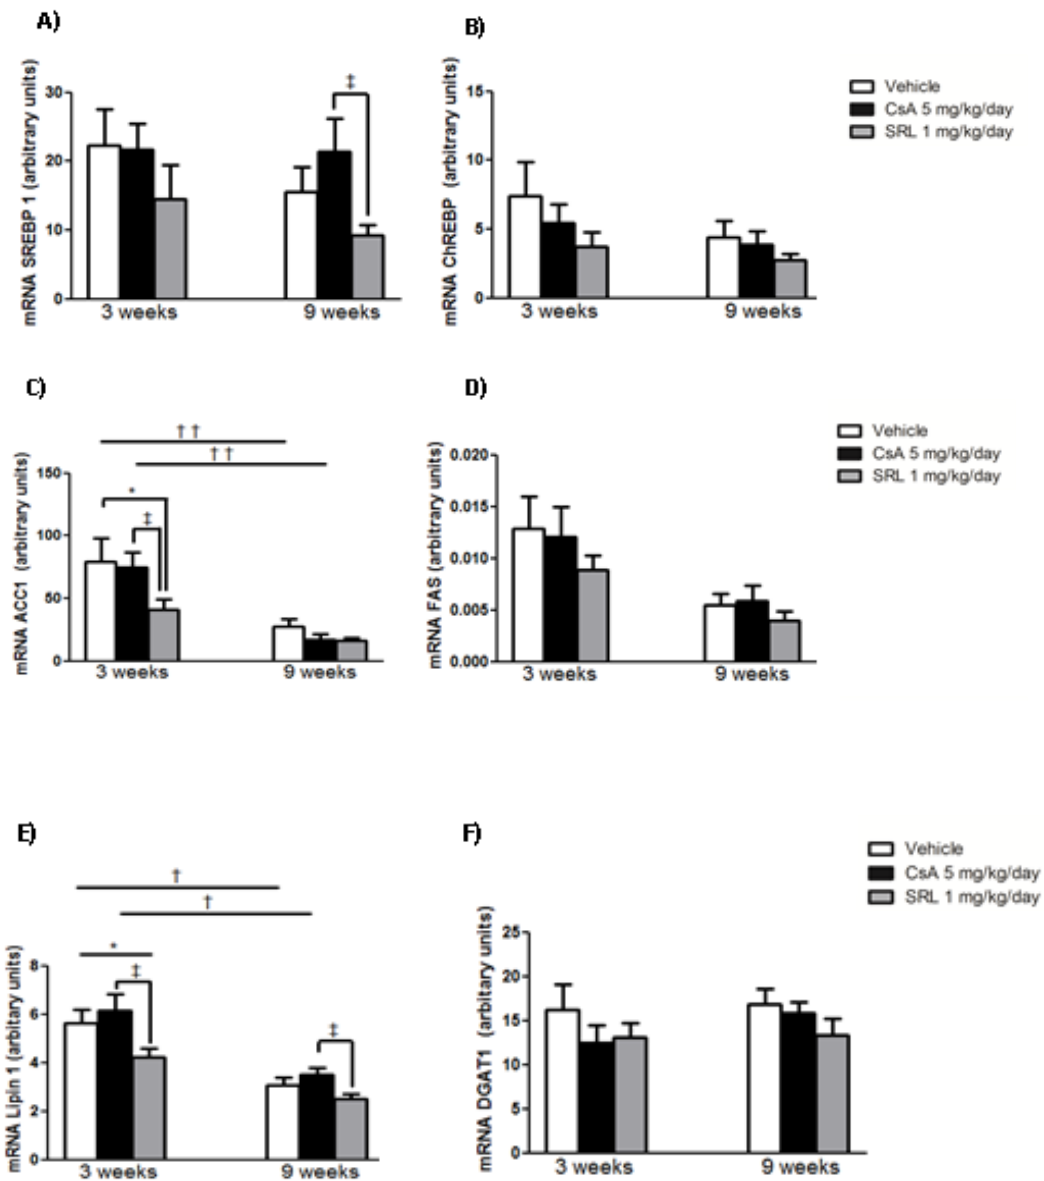 A)
mRNA SREBP 1 (arbitrary units)
30
20
10
0
‡
3 weeks
9 weeks
B)
mRNA ChREBP (arbitrary units)
15
10
5
0
3 weeks
9 weeks
Vehicle
CsA 5 mg/kg/day
SRL 1 mg/kg/day
C)
mRNA ACC1 (arbitrary units)
† †
† †
150
100
50
0
*
‡
3 weeks
9 weeks
D)
mRNA FAS (arbitrary units)
0.020
0.015
0.010
0.005
0.000
3 weeks
9 weeks
Vehicle
CsA 5 mg/kg/day
SRL 1 mg/kg/day
E)
mRNA Lipin 1 (arbitary units)
†
†
8
6
4
2
0
*
‡
‡
3 weeks
9 weeks
F)
mRNA DGAT1 (arbitary units)
25
20
15
10
5
0
3 weeks
9 weeks
Vehicle
CsA 5 mg/kg/day
SRL 1 mg/kg/day